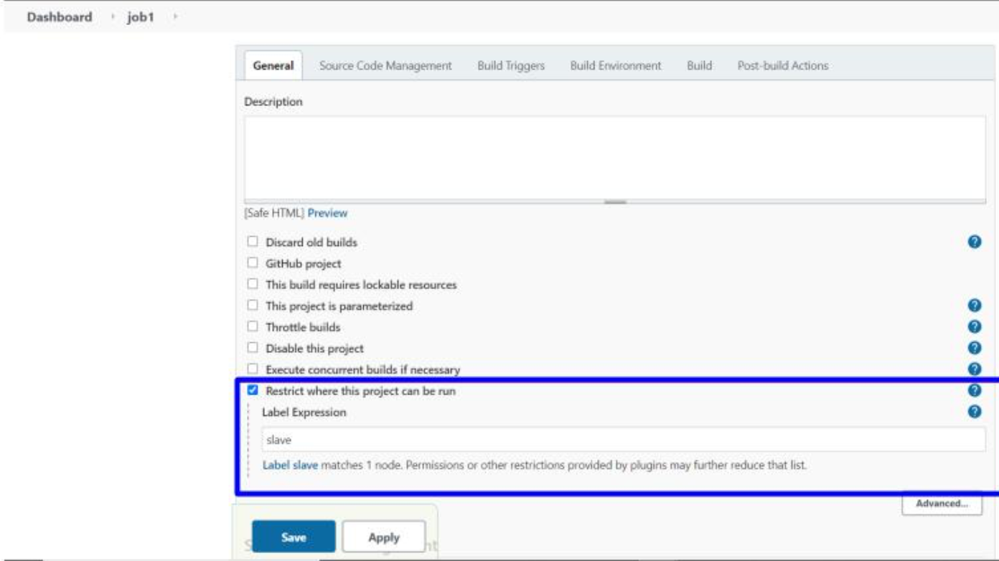 Dashboard job1
General Source Code Management Build Triggers Build Environment Build Post-build Actions
Description
[Safe HTML] Preview
Discard old builds ?
GitHub project
This build requires lockable resources
This project is parameterized ?
Throttle builds ?
Disable this project ?
Execute concurrent builds if necessary ?
Restrict where this project can be run ?
Label Expression ?
slave
Label slave matches 1 node. Permissions or other restrictions provided by plugins may further reduce that list.
Advanced...
Save Apply